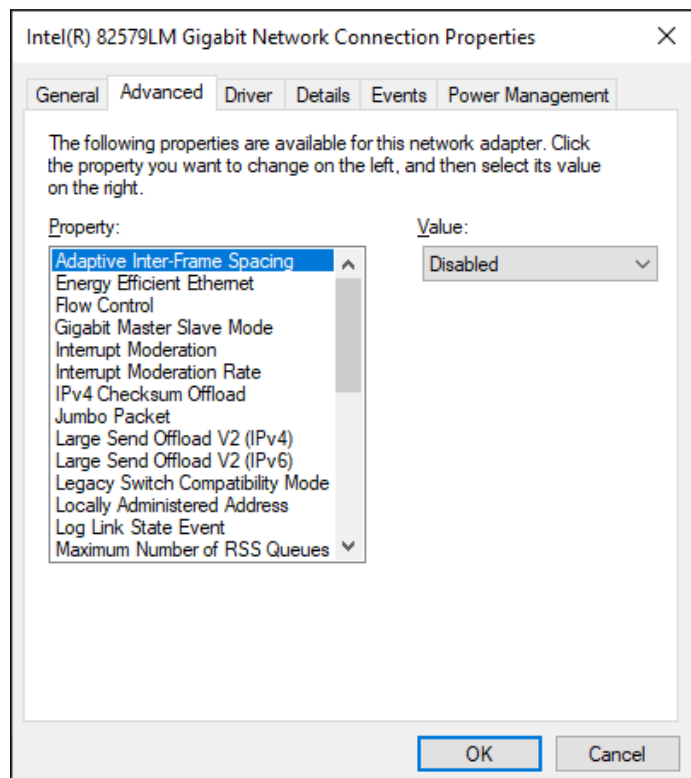 Intel(R) 82579LM Gigabit Network Connection Properties
General Advanced Driver Details Events Power Management
The following properties are available for this network adapter. Click
the property you want to change on the left, and then select its value
on the right.
Property:
Value:
Adaptive Inter-Frame Spacing
Disabled
Energy Efficient Ethernet
Flow Control
Gigabit Master Slave Mode
Interrupt Moderation
Interrupt Moderation Rate
IPv4 Checksum Offload
Jumbo Packet
Large Send Offload V2 (IPv4)
Large Send Offload V2 (IPv6)
Legacy Switch Compatibility Mode
Locally Administered Address
Log Link State Event
Maximum Number of RSS Queues
OK
Cancel